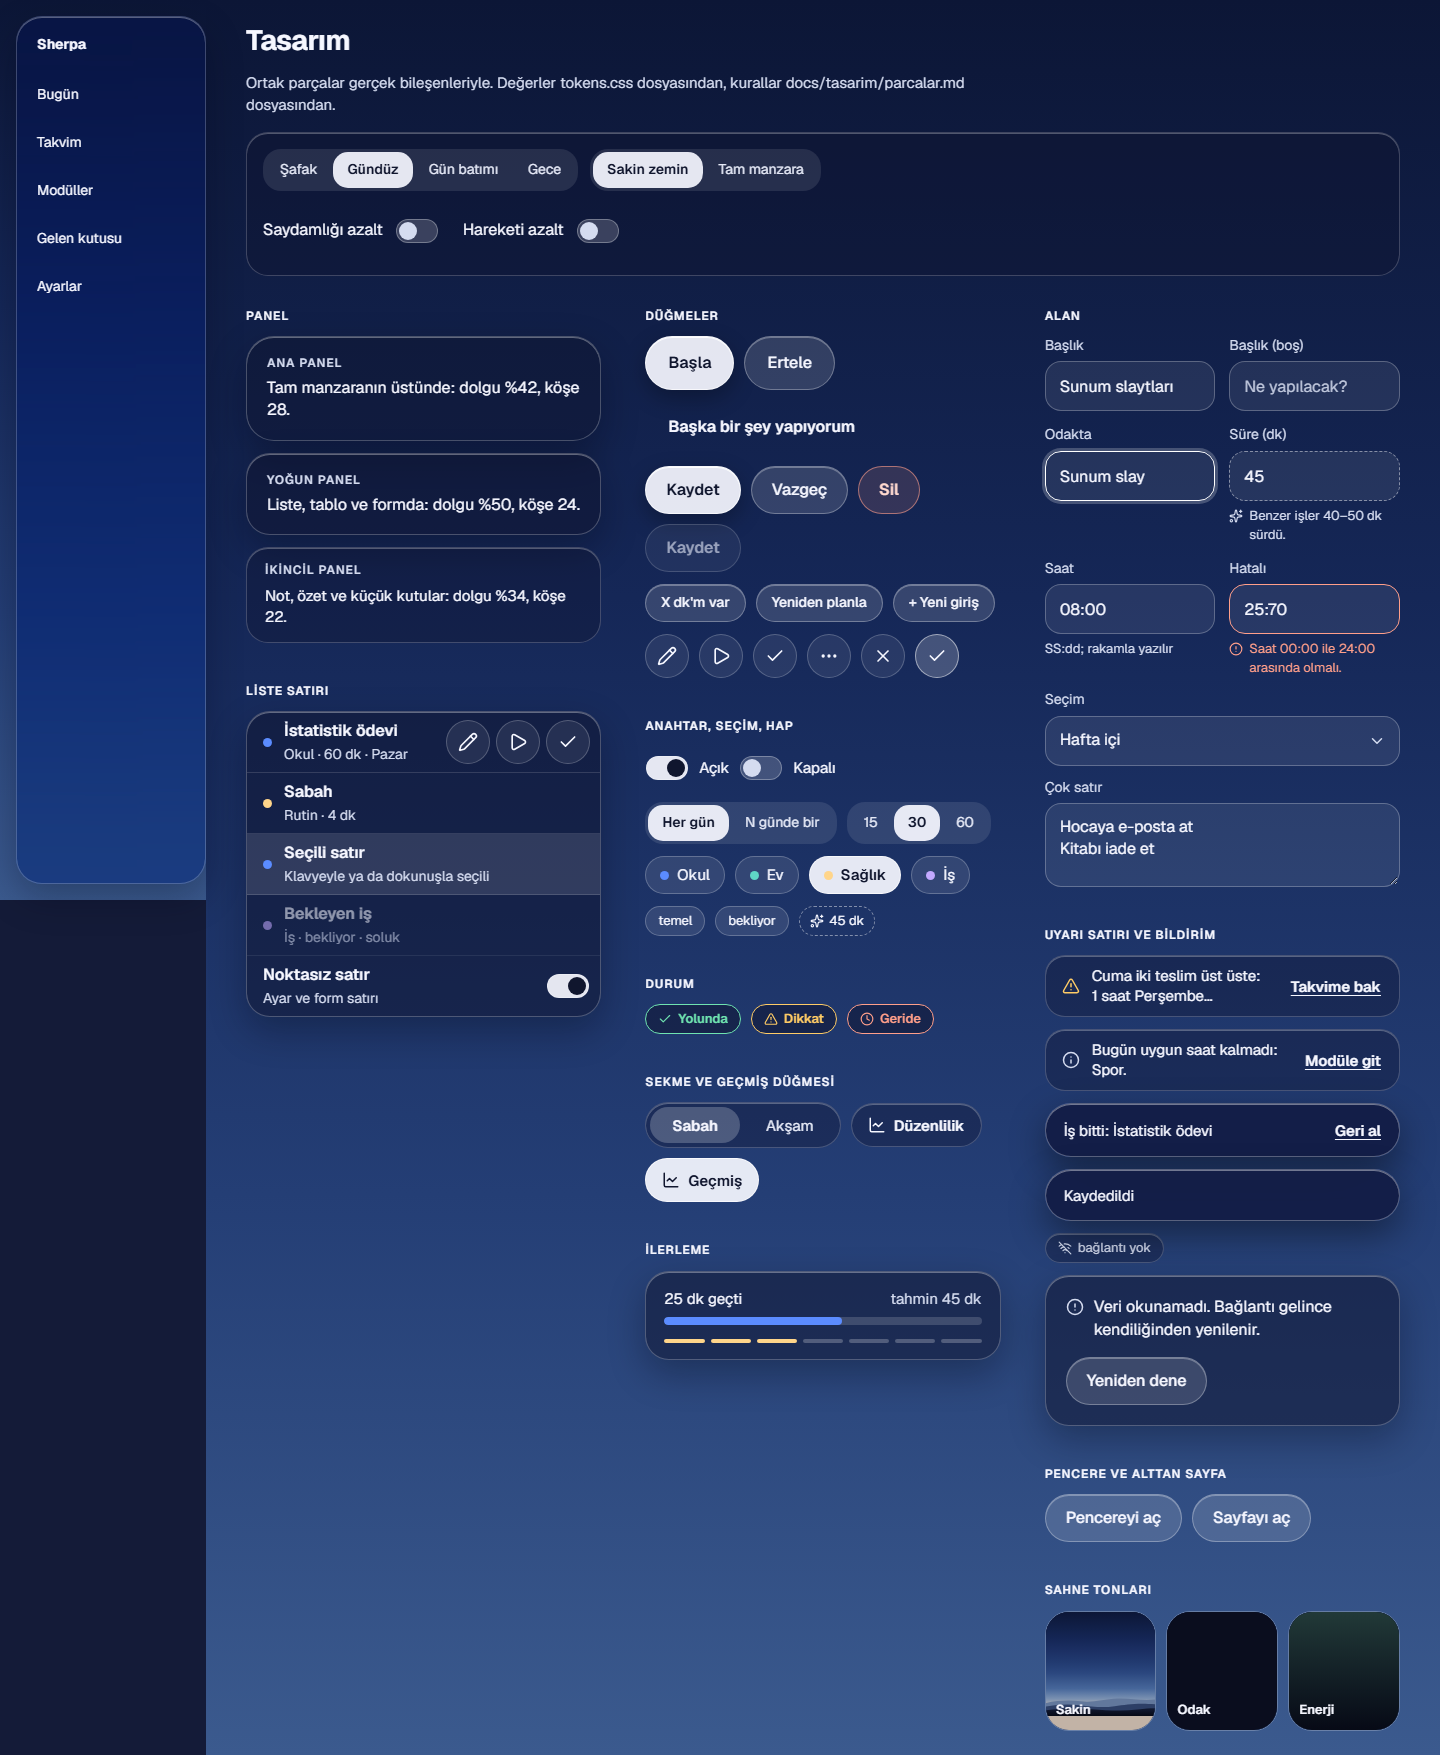 Sherpa
Bugün
Takvim
Modüller
Gelen kutusu
Ayarlar
Tasarım
Ortak parçalar gerçek bileşenleriyle. Değerler tokens.css dosyasından, kurallar docs/tasarim/parcalar.md
dosyasından.
Şafak Gündüz Gün batımı Gece Sakin zemin Tam manzara
Saydamlığı azalt Hareketi azalt
PANEL
ANA PANEL
Tam manzaranın üstünde: dolgu %42, köşe
28.
YOĞUN PANEL
Liste, tablo ve formda: dolgu %50, köşe 24.
İKİNCİL PANEL
Not, özet ve küçük kutular: dolgu %34, köşe
22.
LİSTE SATIRI
İstatistik ödevi
Okul · 60 dk · Pazar
Sabah
Rutin · 4 dk
Seçili satır
Klavyeyle ya da dokunuşla seçili
Bekleyen iş
İş · bekliyor · soluk
Noktasız satır
Ayar ve form satırı
DÜĞMELER
Başla Ertele
Başka bir şey yapıyorum
Kaydet Vazgeç Sil
Kaydet
X dk'm var Yeniden planla + Yeni giriş
ANAHTAR, SEÇİM, HAP
Açık Kapalı
Her gün N günde bir 15 30 60
Okul Ev Sağlık İş
temel bekliyor 45 dk
DURUM
Yolunda Dikkat Geride
SEKME VE GEÇMİŞ DÜĞMESİ
Sabah Akşam Düzenlilik
Geçmiş
İLERLEME
25 dk geçti tahmin 45 dk
ALAN
Başlık Başlık (boş)
Sunum slaytları Ne yapılacak?
Odakta Süre (dk)
Sunum slay 45
Benzer işler 40–50 dk
sürdü.
Saat Hatalı
08:00 25:70
SS:dd; rakamla yazılır Saat 00:00 ile 24:00
arasında olmalı.
Seçim
Hafta içi
Çok satır
Hocaya e-posta at
Kitabı iade et
UYARI SATIRI VE BİLDİRİM
Cuma iki teslim üst üste:
1 saat Perşembe… Takvime bak
Bugün uygun saat kalmadı:
Spor. Modüle git
İş bitti: İstatistik ödevi Geri al
Kaydedildi
bağlantı yok
Veri okunamadı. Bağlantı gelince
kendiliğinden yenilenir.
Yeniden dene
PENCERE VE ALTTAN SAYFA
Pencereyi aç Sayfayı aç
SAHNE TONLARI
Sakin Odak Enerji